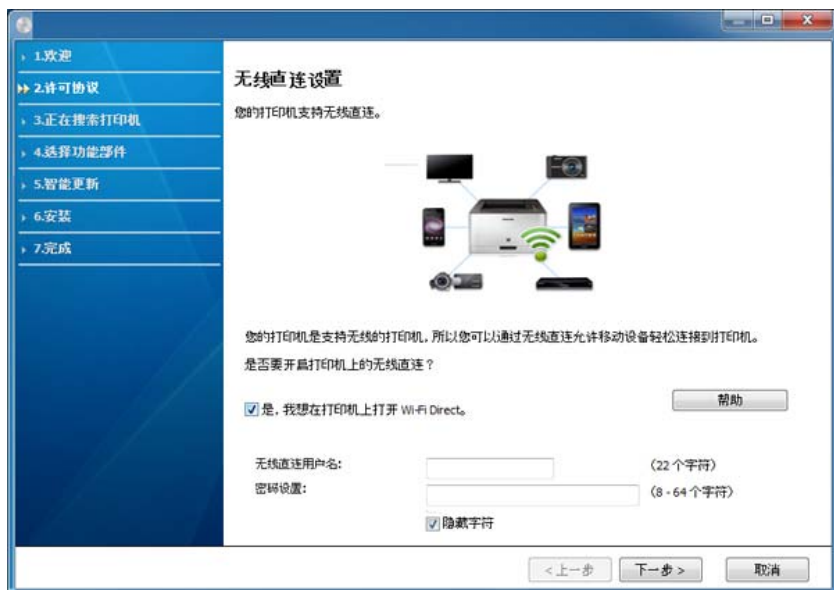 1.欢迎
2.许可协议
3.正在搜索打印机
4.选择功能部件
5.智能更新
6.安装
7.完成
无线直连设置
您的打印机支持无线直连。
您的打印机是支持无线的打印机，所以您可以通过无线直连允许移动设备轻松连接到打印机。
是否要开启打印机上的无线直连？
是，我想在打印机上打开 Wi-Fi Direct。
帮助
无线直连用户名: (22 个字符)
密码设置: (8 - 64 个字符)
隐藏字符
< 上一步 下一步 > 取消